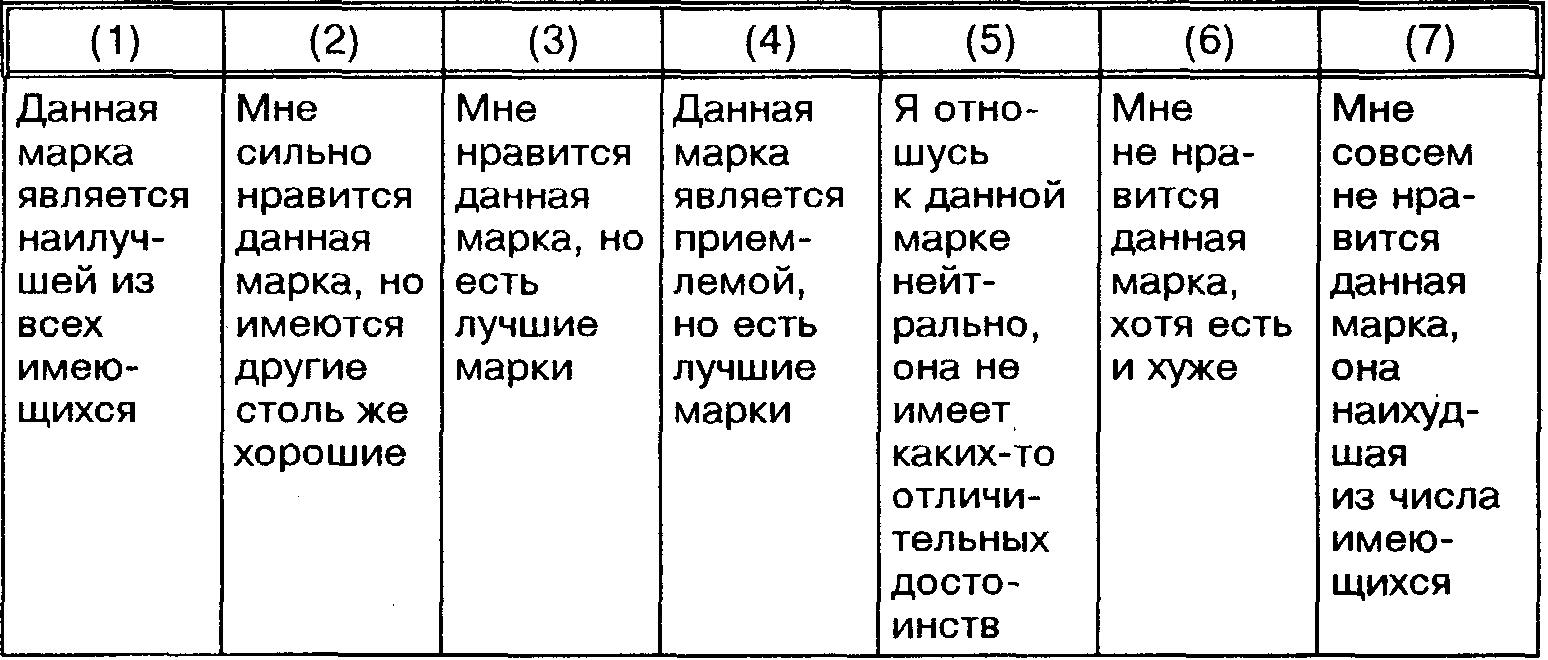 (1) (2) (3) (4) (5) (6) (7)
Данная
марка
является
наилуч-
шей из
всех
имею-
щихся
Мне
сильно
нравится
данная
марка, но
имеются
другие
столь же
хорошие
Мне
нравится
данная
марка, но
есть
лучшие
марки
Данная
марка
является
прием-
лемой,
но есть
лучшие
марки
Я отно-
шусь
к данной
марке
нейт-
рально,
она не
имеет
каких-то
отличи-
тельных
досто-
инств
Мне
не нра-
вится
данная
марка,
хотя есть
и хуже
Мне
совсем
не нра-
вится
данная
марка,
она
наихуд-
шая
из числа
имею-
щихся